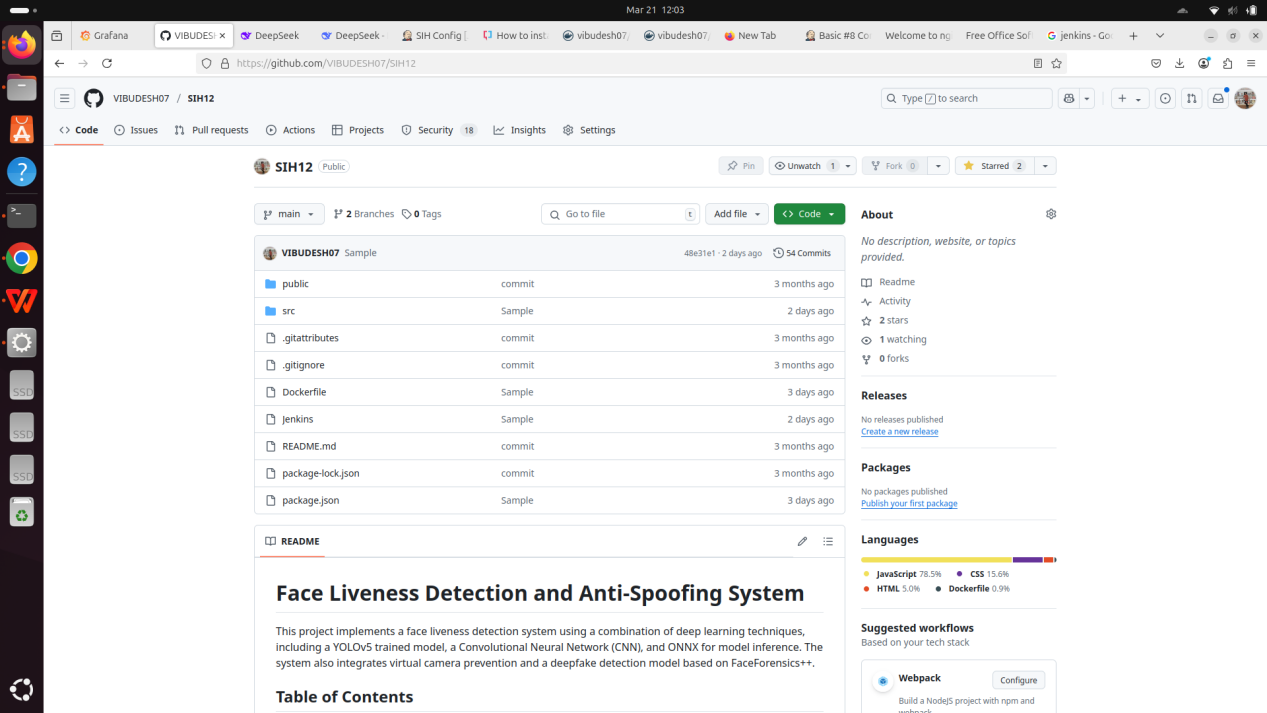 Mar 21 12:03
Grafana
VIBUDESH
DeepSeek
DeepSeek -
SIH Config [
How to inst
vibudesh07/
vibudesh07/
New Tab
Basic #8 Co
Welcome to ng
Free Office Sof
jenkins - Goo
https://github.com/VIBUDESH07/SIH12
VIBUDESH07 / SIH12
Type / to search
Code
Issues
Pull requests
Actions
Projects
Security 18
Insights
Settings
SIH12 Public
Pin
Unwatch 1
Fork 0
Starred 2
main
2 Branches
0 Tags
Go to file t
Add file
Code
VIBUDESH07 Sample
48e31e1 · 2 days ago
54 Commits
public commit 3 months ago
src Sample 2 days ago
.gitattributes commit 3 months ago
.gitignore commit 3 months ago
Dockerfile Sample 3 days ago
Jenkins Sample 2 days ago
README.md commit 3 months ago
package-lock.json commit 3 months ago
package.json Sample 3 days ago
README
Face Liveness Detection and Anti-Spoofing System
This project implements a face liveness detection system using a combination of deep learning techniques,
including a YOLOv5 trained model, a Convolutional Neural Network (CNN), and ONNX for model inference. The
system also integrates virtual camera prevention and a deepfake detection model based on FaceForensics++.
Table of Contents
About
No description, website, or topics
provided.
Readme
Activity
2 stars
1 watching
0 forks
Releases
No releases published
Create a new release
Packages
No packages published
Publish your first package
Languages
JavaScript 78.5% CSS 15.6%
HTML 5.0% Dockerfile 0.9%
Suggested workflows
Based on your tech stack
Webpack
Configure
Build a NodeJS project with npm and
webpack.
SSD
SSD
SSD